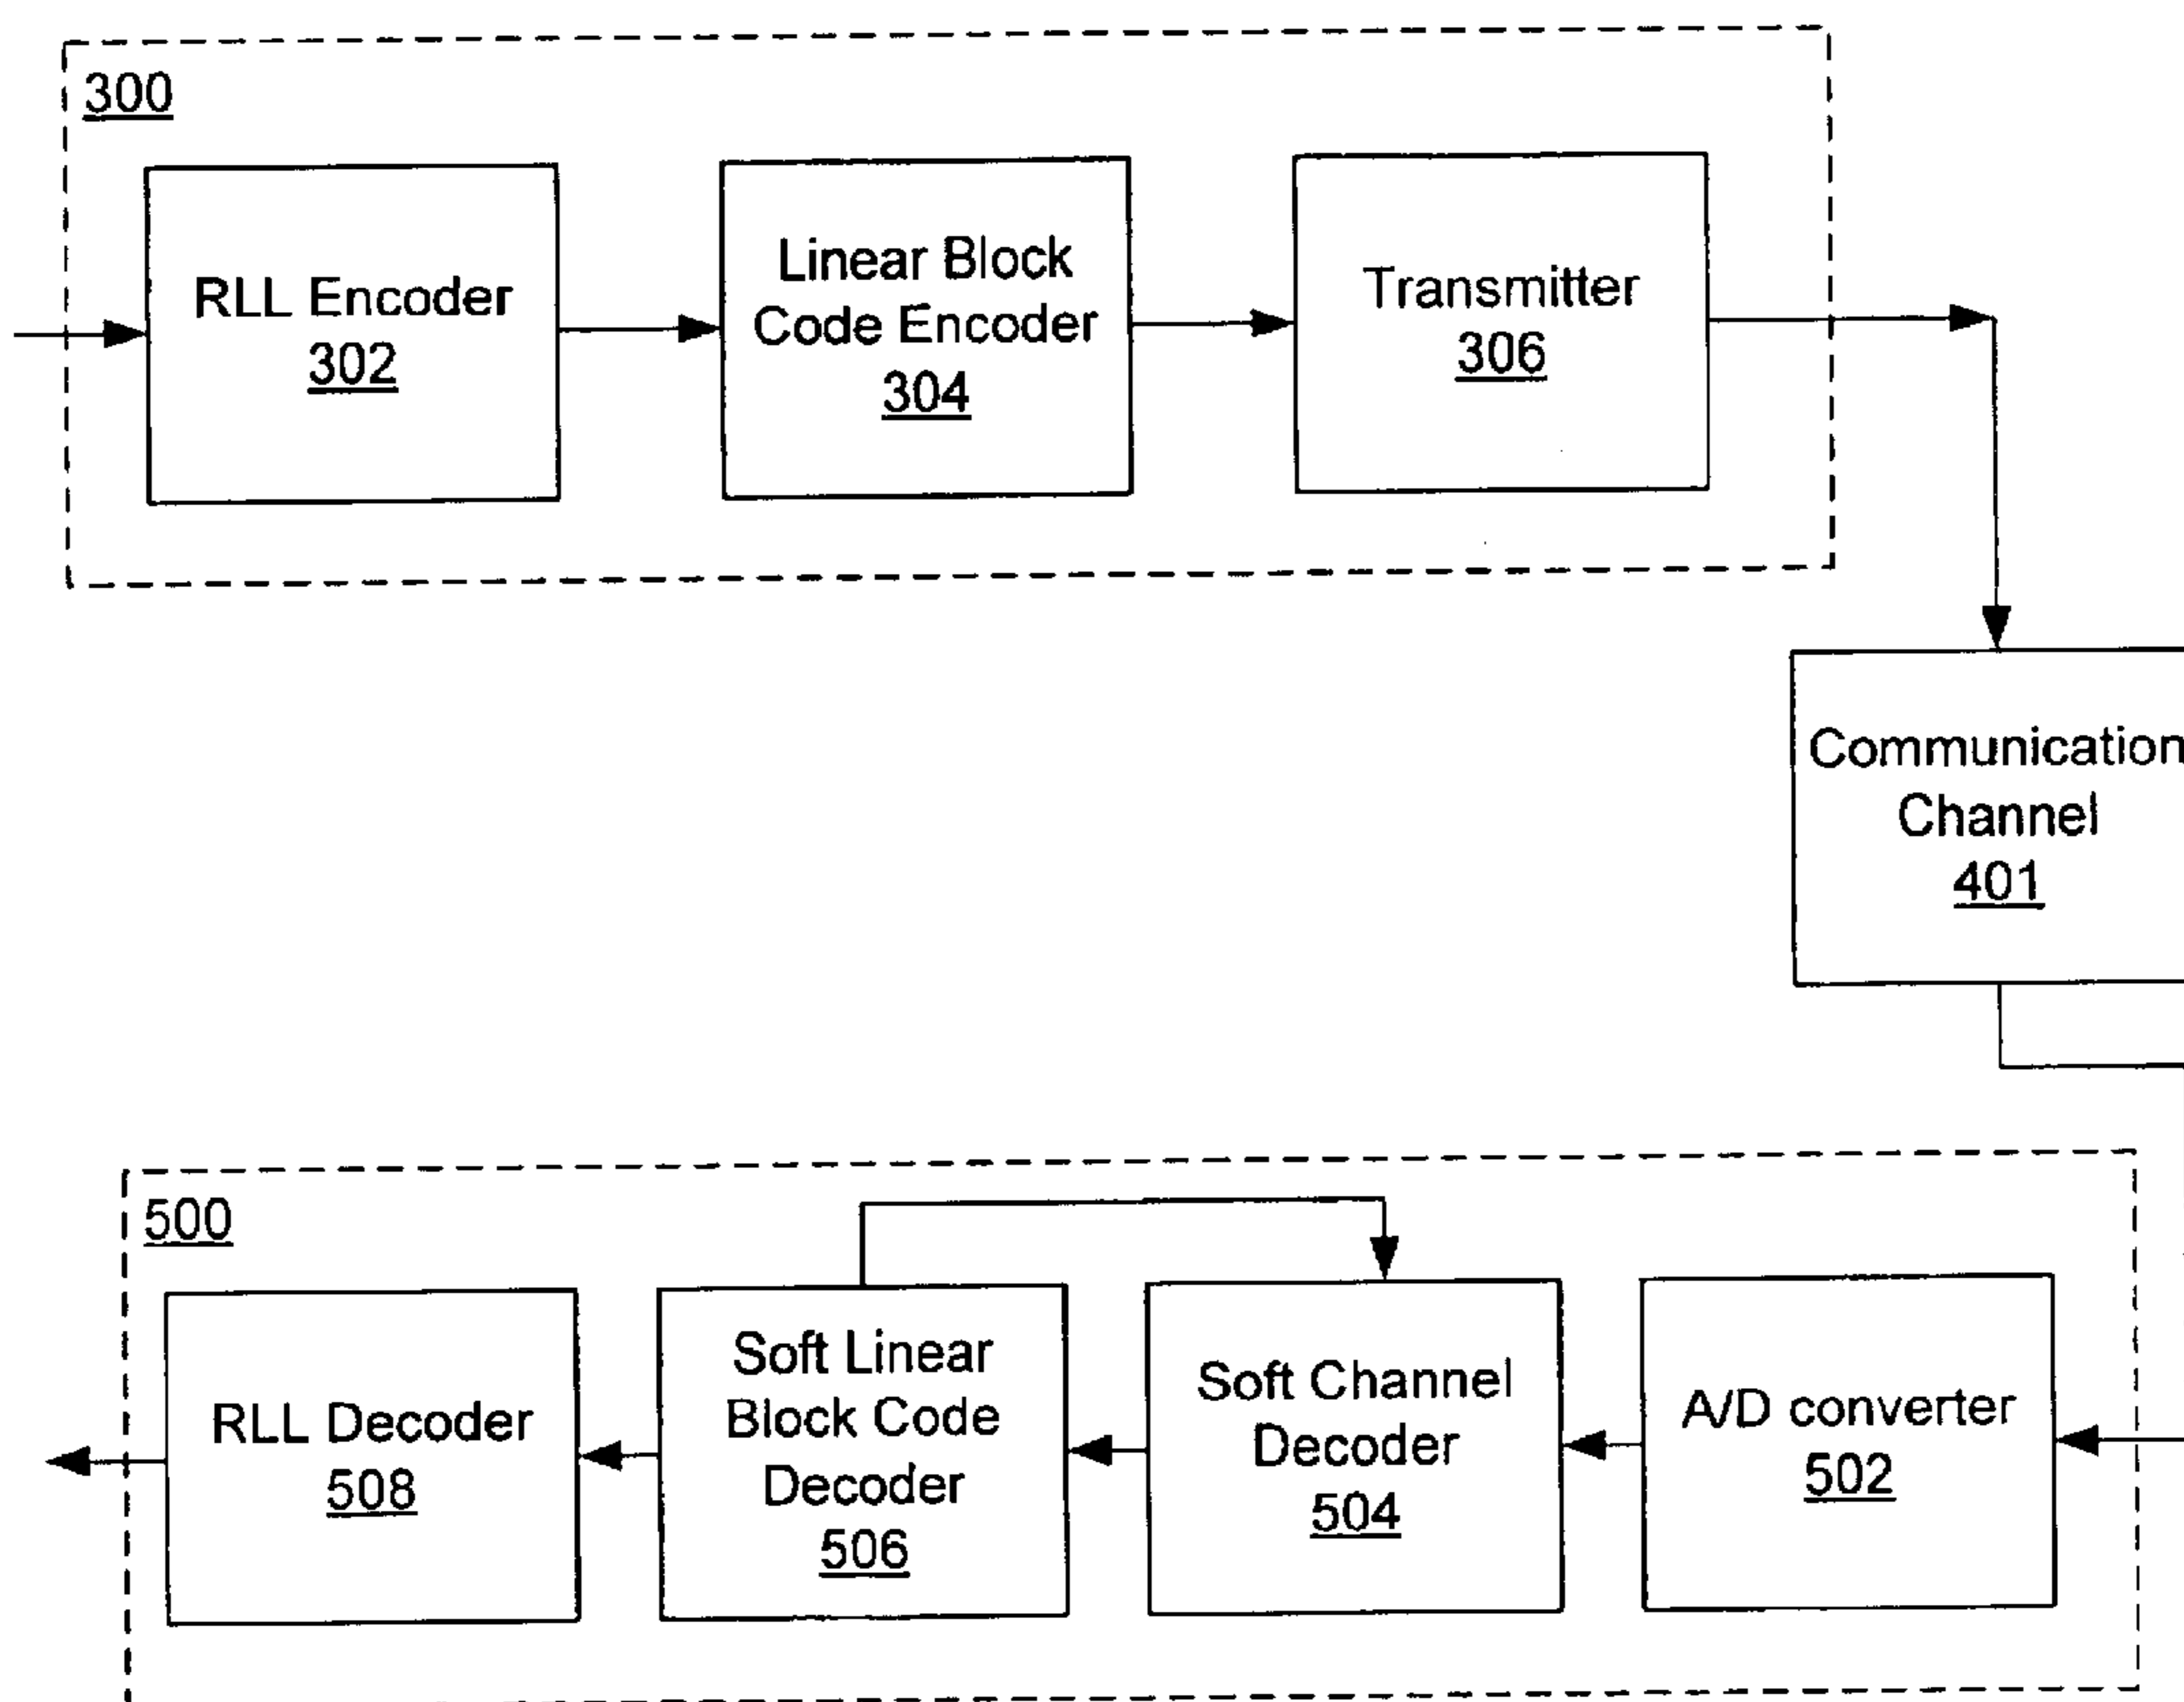 300
RLL Encoder
302
Linear Block
Code Encoder
304
Transmitter
306
Communication
Channel
401
500
RLL Decoder
508
Soft Linear
Block Code
Decoder
506
Soft Channel
Decoder
504
A/D converter
502